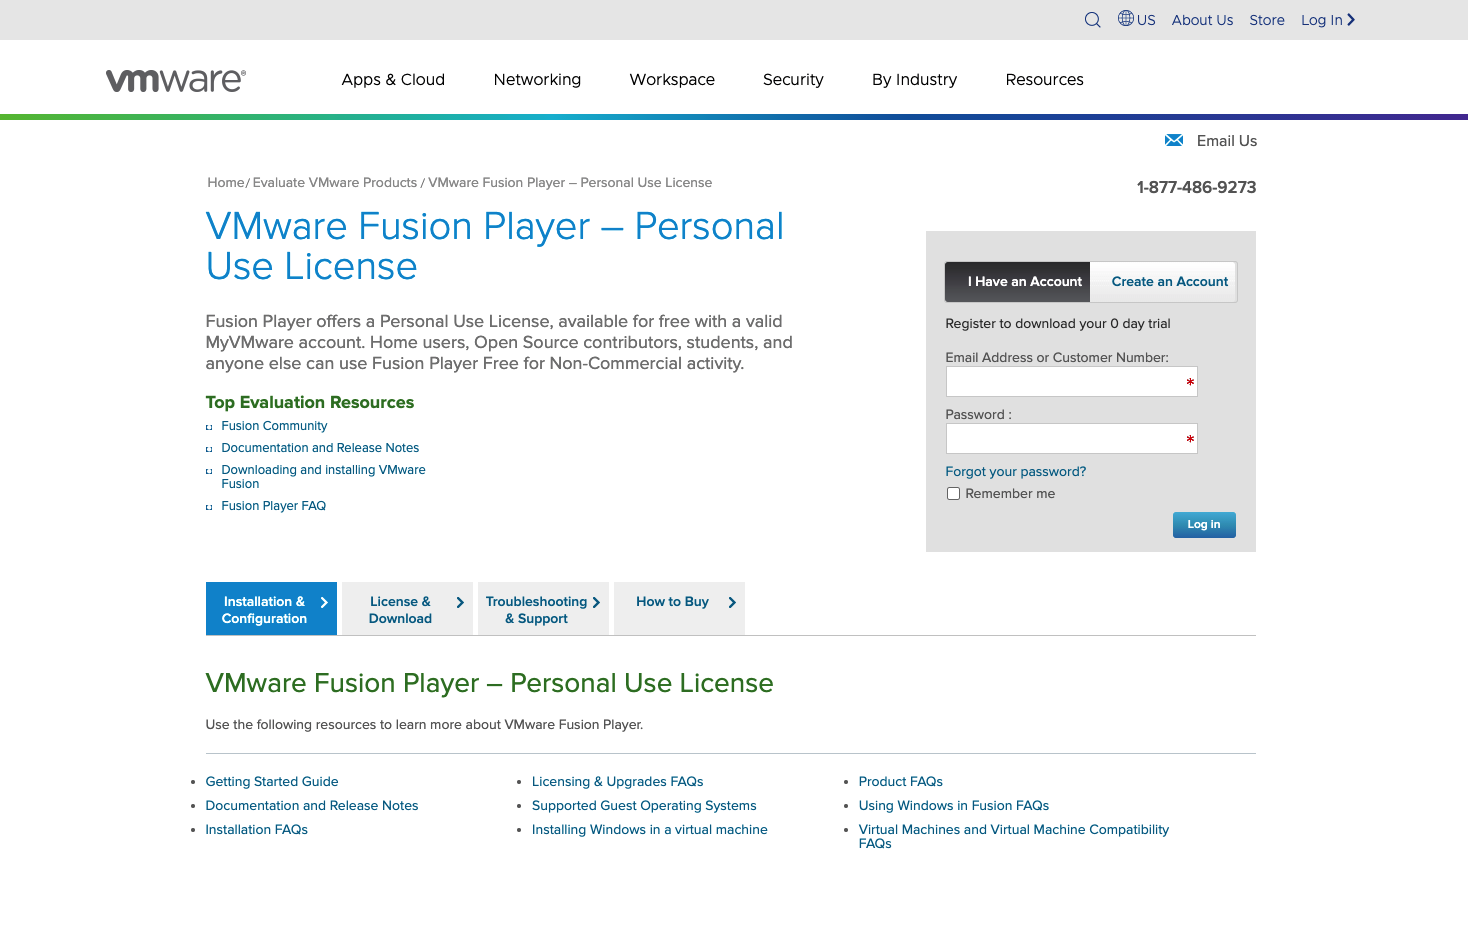 US
About Us
Store
Log In
vmware®
Apps & Cloud
Networking
Workspace
Security
By Industry
Resources
Email Us
Home / Evaluate VMware Products / VMware Fusion Player – Personal Use License
1-877-486-9273
VMware Fusion Player – Personal
Use License
Fusion Player offers a Personal Use License, available for free with a valid
MyVMware account. Home users, Open Source contributors, students, and
anyone else can use Fusion Player Free for Non-Commercial activity.
Top Evaluation Resources
Fusion Community
Documentation and Release Notes
Downloading and installing VMware
Fusion
Fusion Player FAQ
I Have an Account
Create an Account
Register to download your 0 day trial
Email Address or Customer Number:
*
Password :
*
Forgot your password?
Remember me
Log in
Installation &
Configuration
License &
Download
Troubleshooting
& Support
How to Buy
VMware Fusion Player – Personal Use License
Use the following resources to learn more about VMware Fusion Player.
• Getting Started Guide
• Documentation and Release Notes
• Installation FAQs
• Licensing & Upgrades FAQs
• Supported Guest Operating Systems
• Installing Windows in a virtual machine
• Product FAQs
• Using Windows in Fusion FAQs
• Virtual Machines and Virtual Machine Compatibility
FAQs